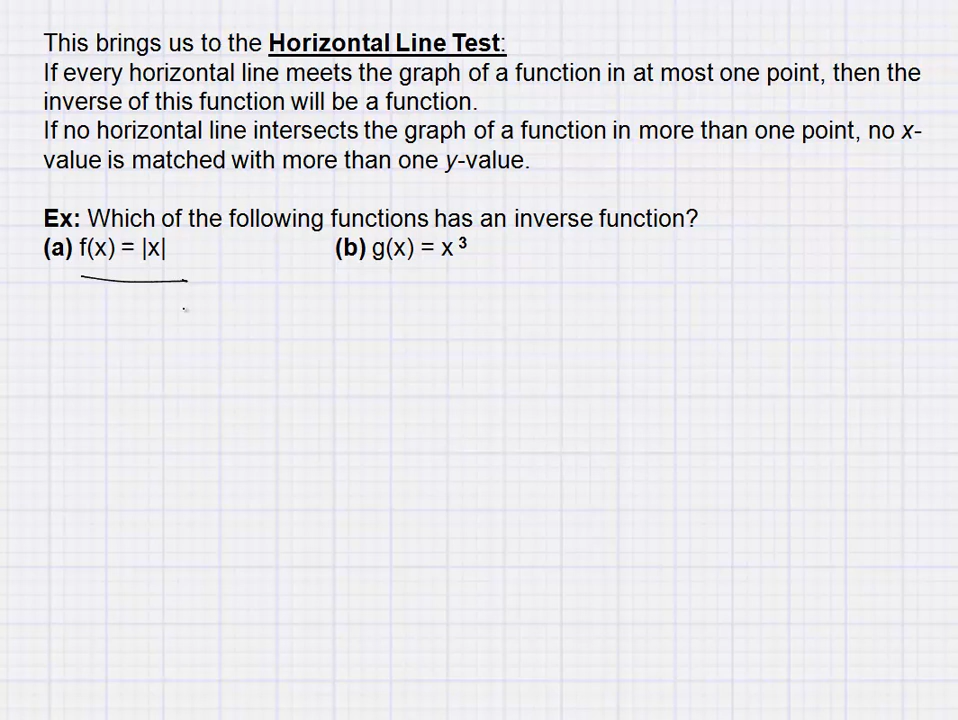 This brings us to the Horizontal Line Test:
If every horizontal line meets the graph of a function in at most one point, then the
inverse of this function will be a function.
If no horizontal line intersects the graph of a function in more than one point, no x-
value is matched with more than one y-value.
Ex: Which of the following functions has an inverse function?
(a) f(x) = |x| (b) g(x) = x³